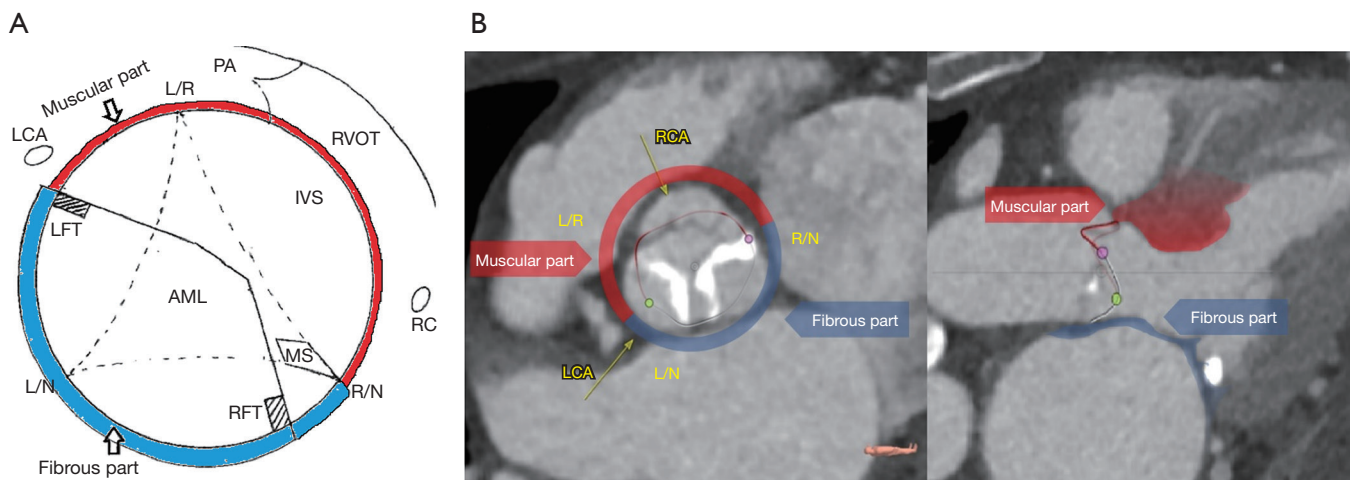 A
Muscular part
PA
L/R
LCA
RVOT
IVS
LFT
AML
RC
MS
L/N
R/N
RFT
Fibrous part
B
RCA
L/R
R/N
Muscular part
Fibrous part
LCA
L/N
Muscular part
Fibrous part